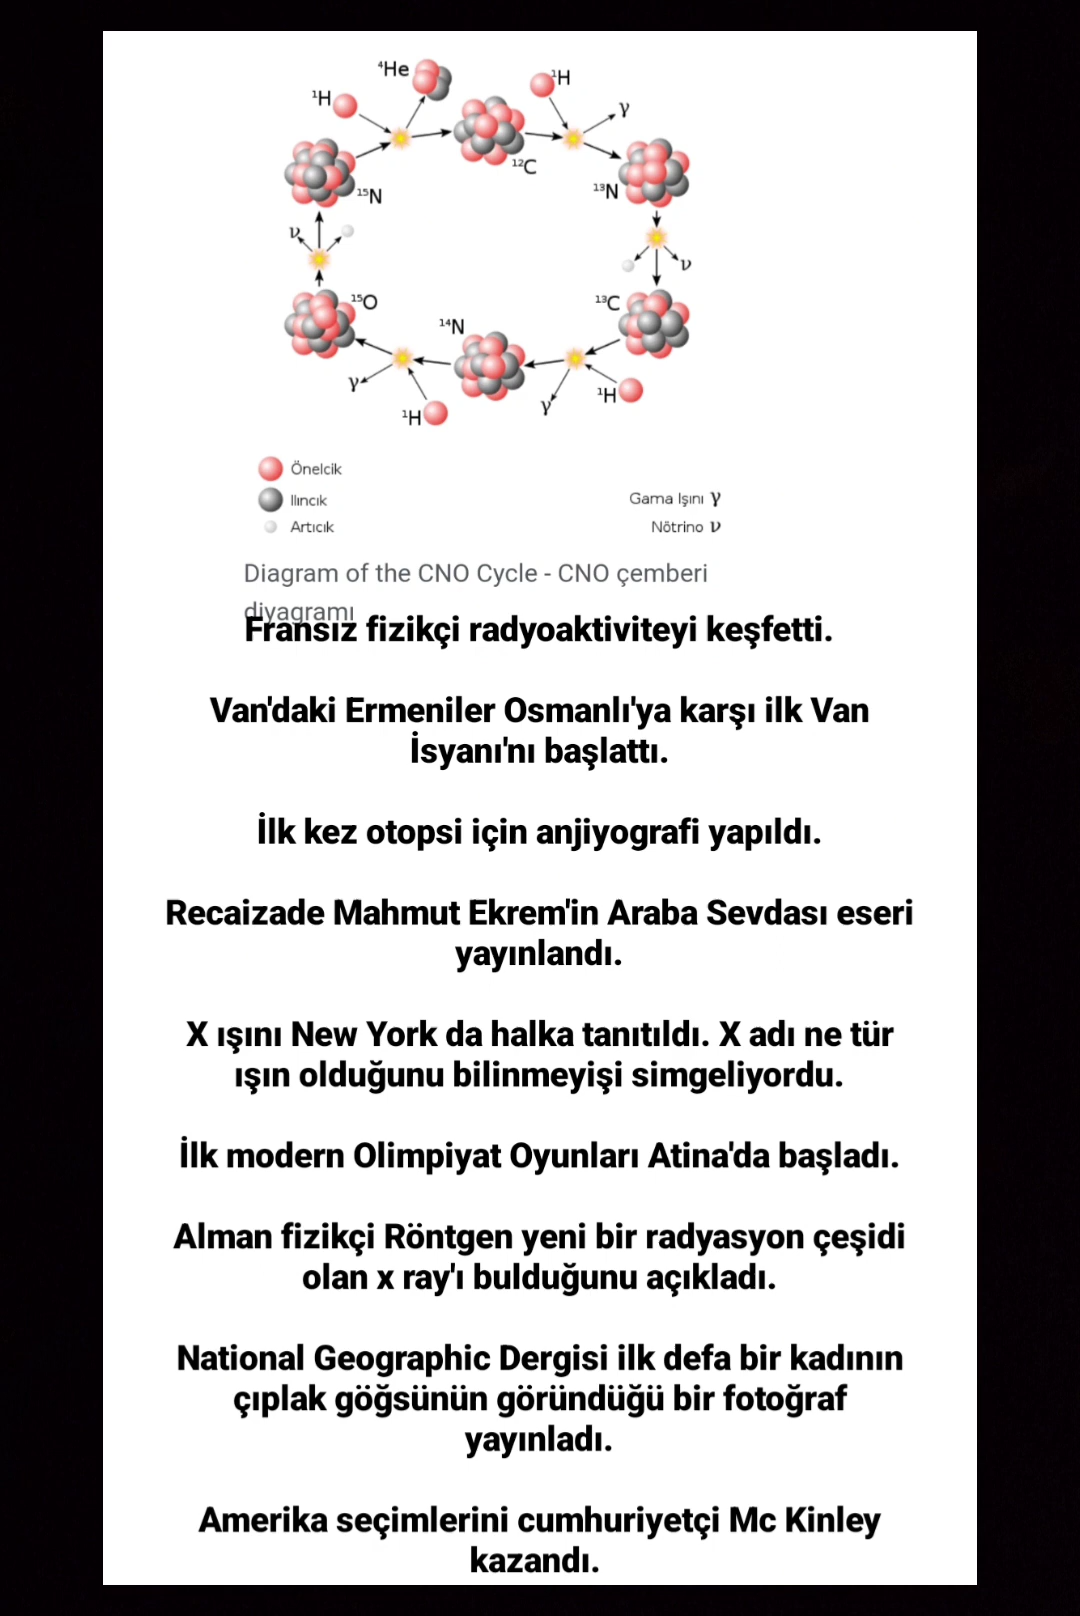 ⁴He
¹H
¹H
γ
¹²C
¹⁵N
¹³N
ν
ν
¹⁵O
¹³C
¹⁴N
γ
¹H
γ
¹H
Önelcik
Ilıncık
Artıcık
Gama Işını γ
Nötrino ν
Diagram of the CNO Cycle - CNO çemberi
diyagramı
Fransız fizikçi radyoaktiviteyi keşfetti.
Van'daki Ermeniler Osmanlı'ya karşı ilk Van
İsyanı'nı başlattı.
İlk kez otopsi için anjiyografi yapıldı.
Recaizade Mahmut Ekrem'in Araba Sevdası eseri
yayınlandı.
X ışını New York da halka tanıtıldı. X adı ne tür
ışın olduğunu bilinmeyişi simgeliyordu.
İlk modern Olimpiyat Oyunları Atina'da başladı.
Alman fizikçi Röntgen yeni bir radyasyon çeşidi
olan x ray'ı bulduğunu açıkladı.
National Geographic Dergisi ilk defa bir kadının
çıplak göğsünün göründüğü bir fotoğraf
yayınladı.
Amerika seçimlerini cumhuriyetçi Mc Kinley
kazandı.